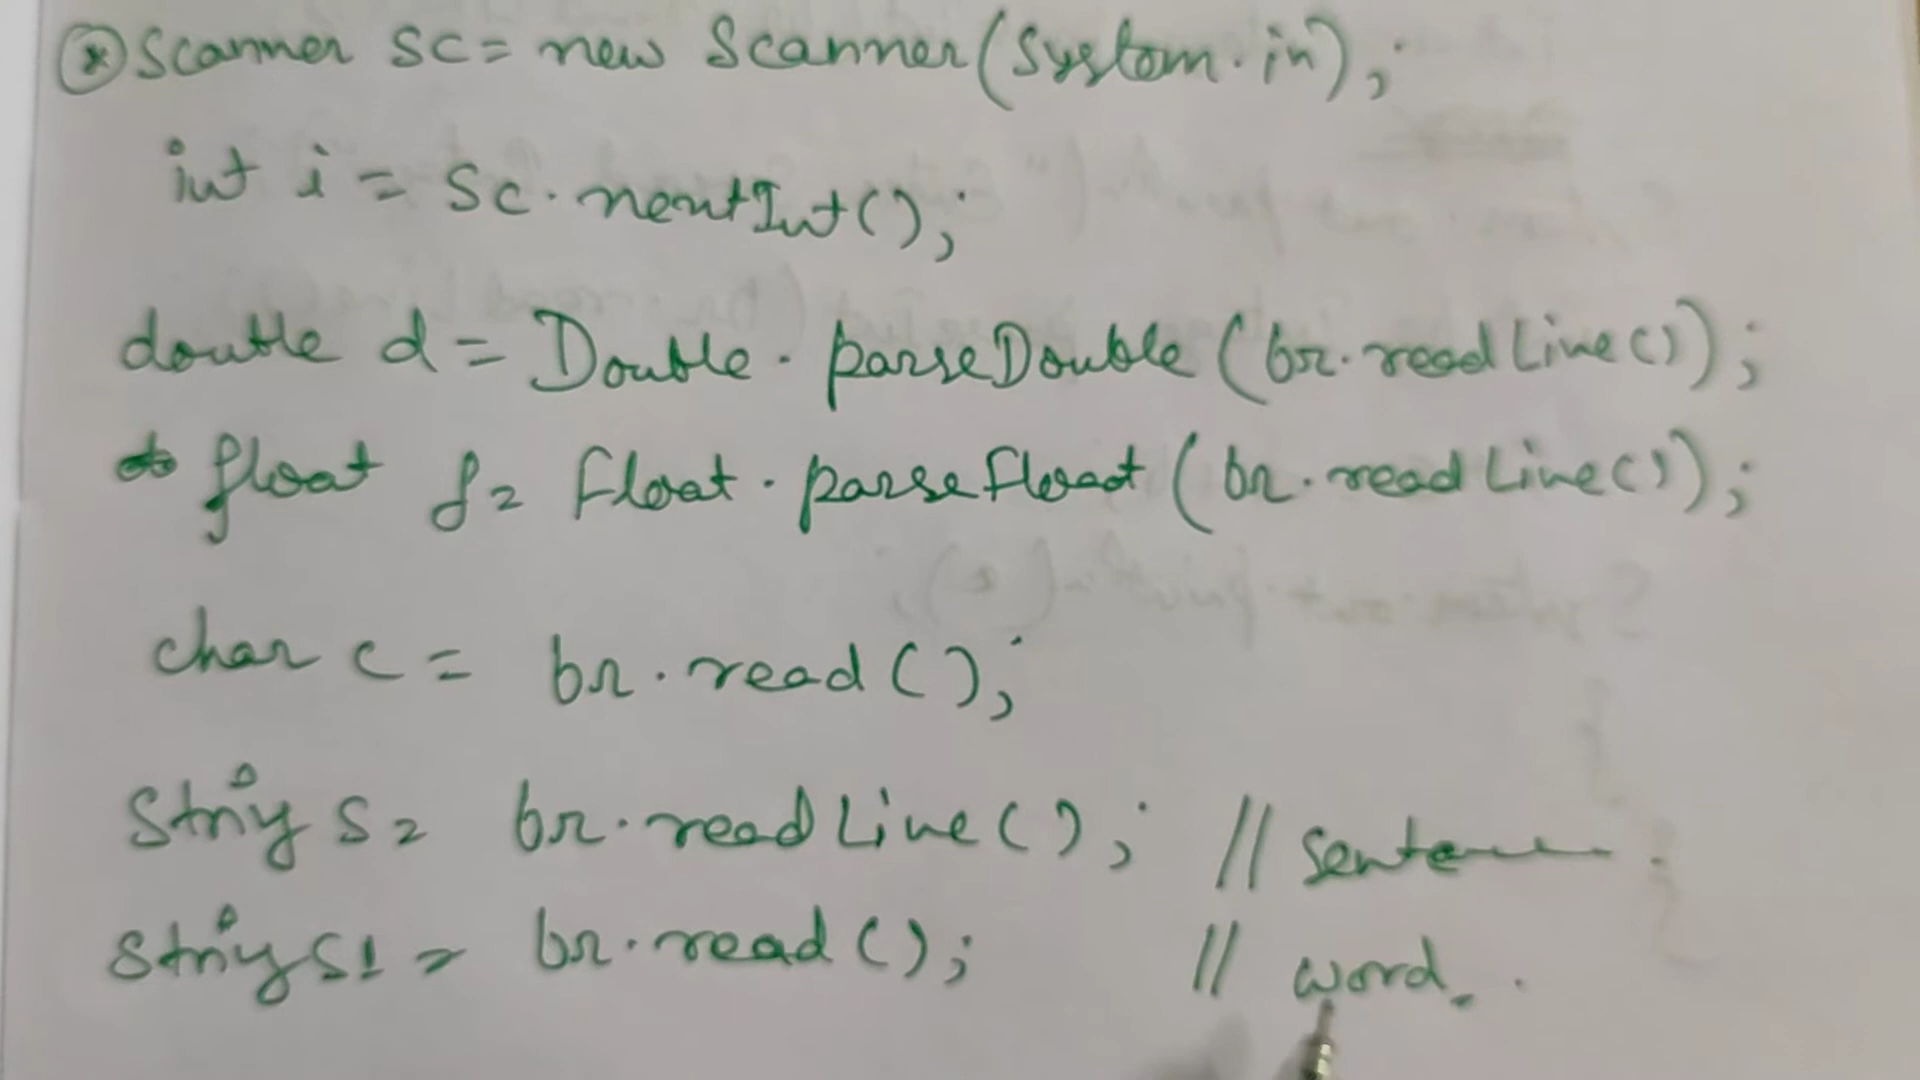 * Scanner sc = new Scanner(System.in);
int i = sc.nextInt();
double d = Double.parseDouble(br.readLine());
float f = Float.parseFloat(br.readLine());
char c = br.read();
String s = br.readLine(); // sentence.
String s1 = br.read(); // word.